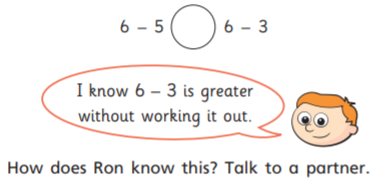 6 – 5 ◯ 6 – 3
I know 6 – 3 is greater
without working it out.
How does Ron know this? Talk to a partner.